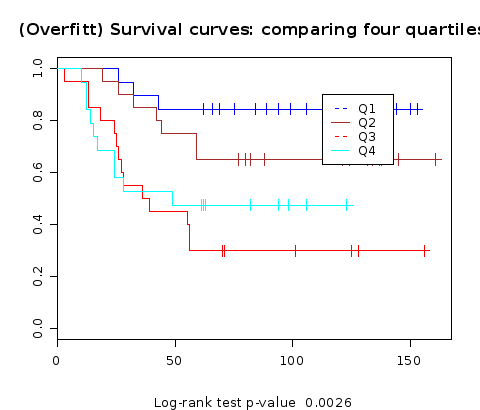 (Overfitt) Survival curves: comparing four quartiles
1.0
0.8
0.6
0.4
0.2
0.0
Q1
Q2
Q3
Q4
0 50 100 150
Log-rank test p-value 0.0026